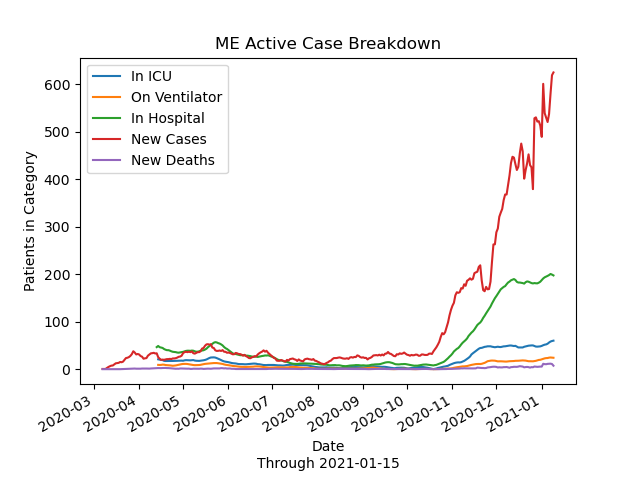 ME Active Case Breakdown
In ICU
On Ventilator
In Hospital
New Cases
New Deaths
Patients in Category
600
500
400
300
200
100
0
2020-03
2020-04
2020-05
2020-06
2020-07
2020-08
2020-09
2020-10
2020-11
2020-12
2021-01
Date
Through 2021-01-15